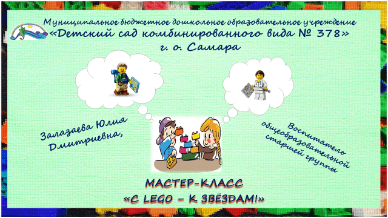 Муниципальное бюджетное дошкольное образовательное учреждение
«Детский сад комбинированного вида № 378»
г. о. Самара
Залазаева Юлия
Дмитриевна,
Воспитатель
общеобразовательной
старшей группы
МАСТЕР-КЛАСС
«С LEGO – К ЗВЁЗДАМ!»